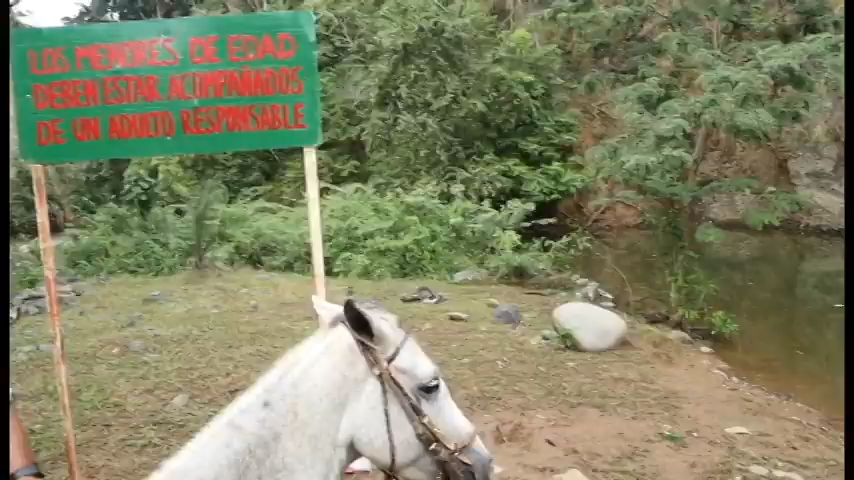 LOS MENORES DE EDAD
DEBEN ESTAR ACOMPAÑADOS
DE UN ADULTO RESPONSABLE